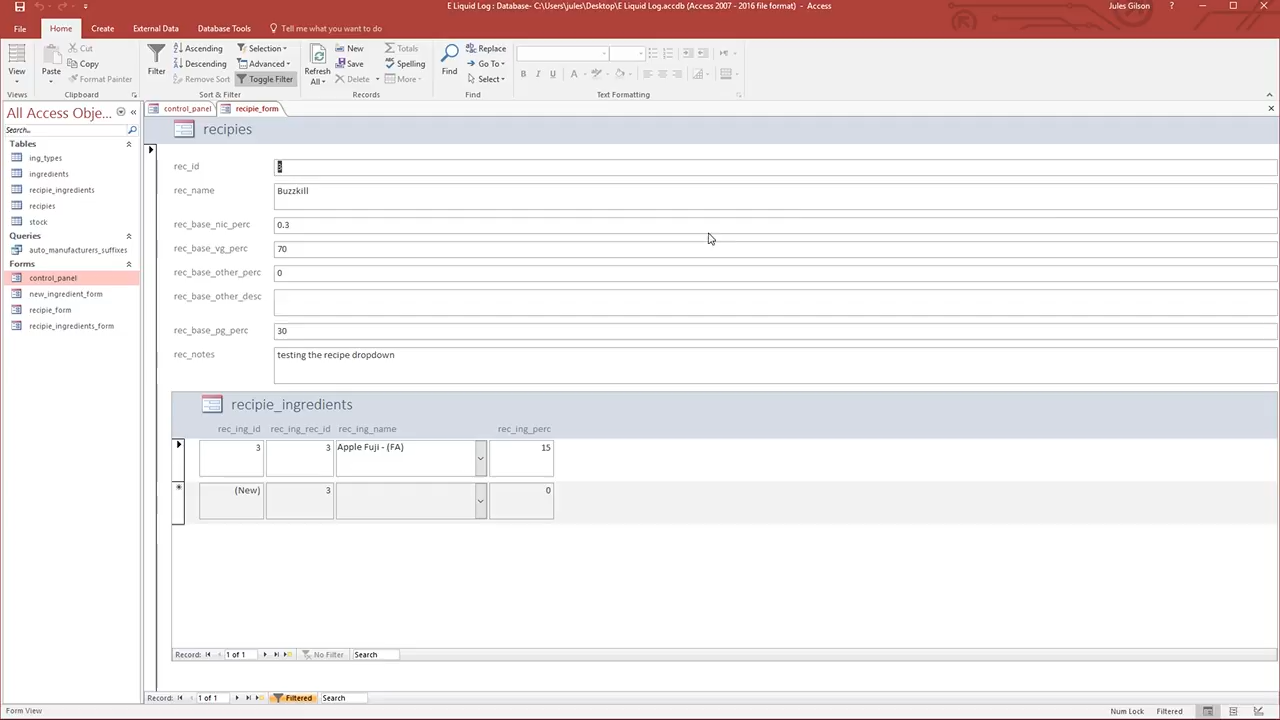 E Liquid Log : Database- C:\Users\jules\Desktop\E Liquid Log.accdb (Access 2007 - 2016 file format) - Access
Jules Gilson
?
File
Home
Create
External Data
Database Tools
Tell me what you want to do
View
Paste
Cut
Copy
Format Painter
Filter
Ascending
Descending
Remove Sort
Selection
Advanced
Toggle Filter
Refresh
All
New
Save
Delete
Totals
Spelling
More
Find
Replace
Go To
Select
B I U A
Views
Clipboard
Sort & Filter
Records
Find
Text Formatting
All Access Obje...
Search...
Tables
ing_types
ingredients
recipie_ingredients
recipies
stock
Queries
auto_manufacturers_suffixes
Forms
control_panel
new_ingredient_form
recipie_form
recipie_ingredients_form
control_panel
recipie_form
recipies
rec_id
rec_name Buzzkill
rec_base_nic_perc 0.3
rec_base_vg_perc 70
rec_base_other_perc 0
rec_base_other_desc
rec_base_pg_perc 30
rec_notes testing the recipe dropdown
recipie_ingredients
rec_ing_id rec_ing_rec_id rec_ing_name rec_ing_perc
3 3 Apple Fuji - (FA) 15
(New) 3 0
Record: 1 of 1 No Filter Search
Record: 1 of 1 Filtered Search
Form View
Num Lock Filtered